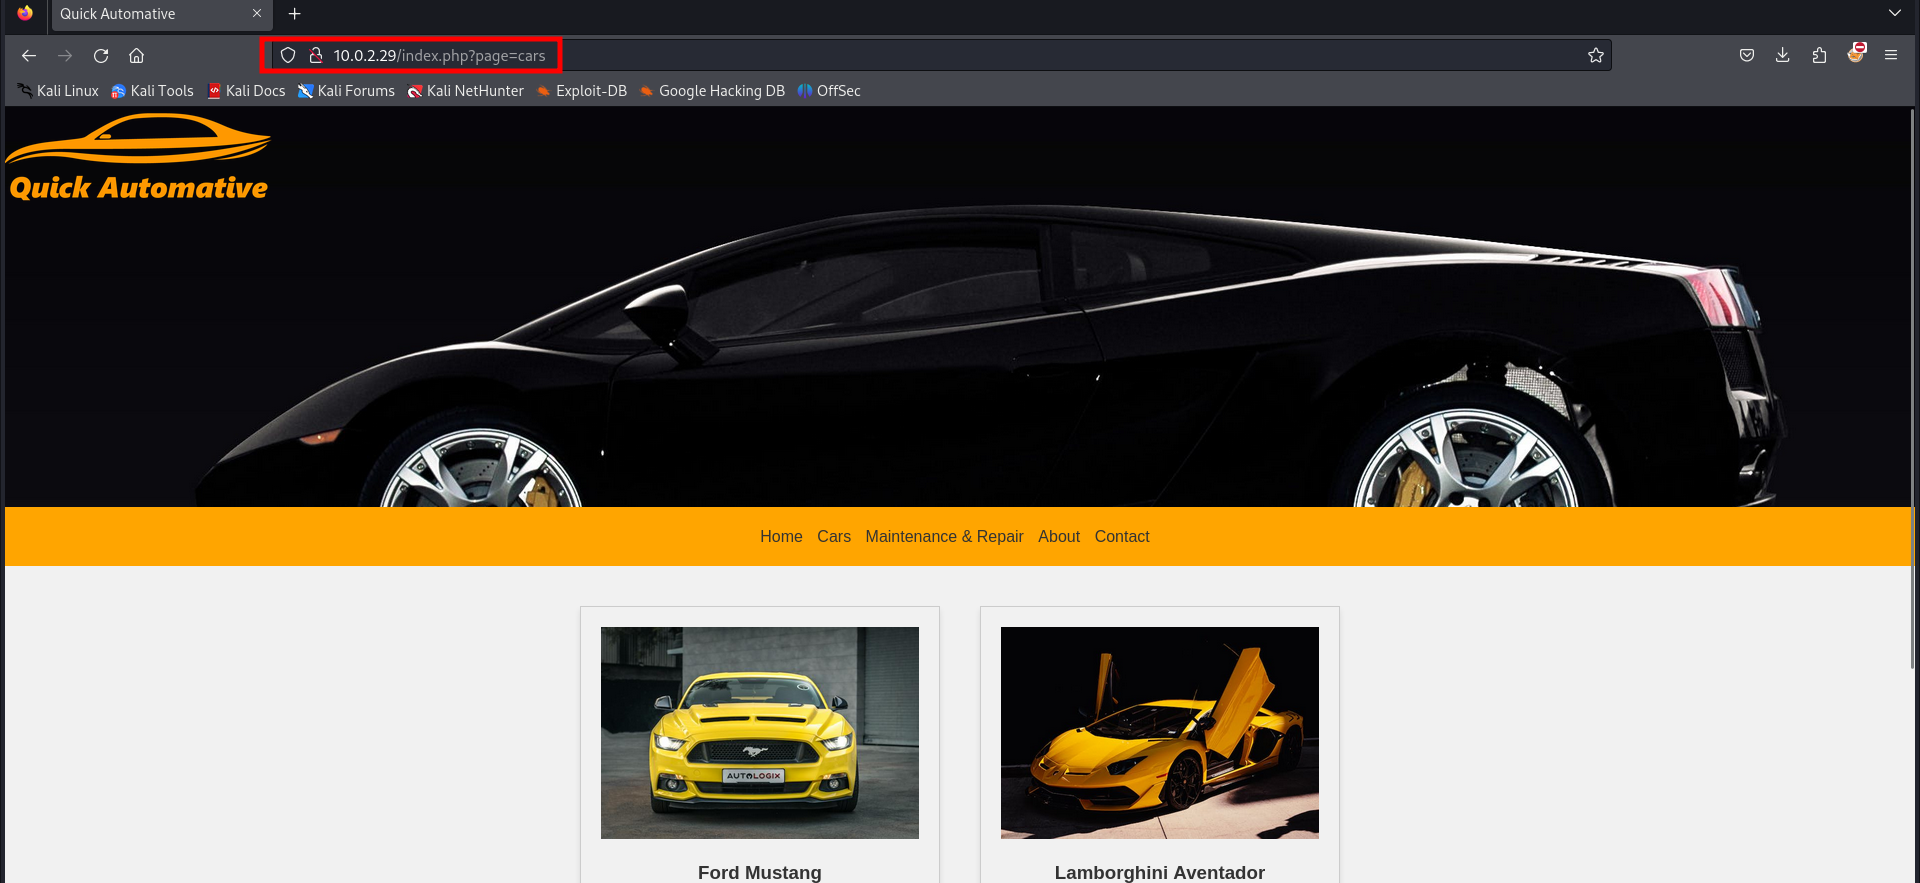 Quick Automative
10.0.2.29/index.php?page=cars
Kali Linux Kali Tools Kali Docs Kali Forums Kali NetHunter Exploit-DB Google Hacking DB OffSec
Quick Automative
Home Cars Maintenance & Repair About Contact
AUTOLOGIX
Ford Mustang
Lamborghini Aventador